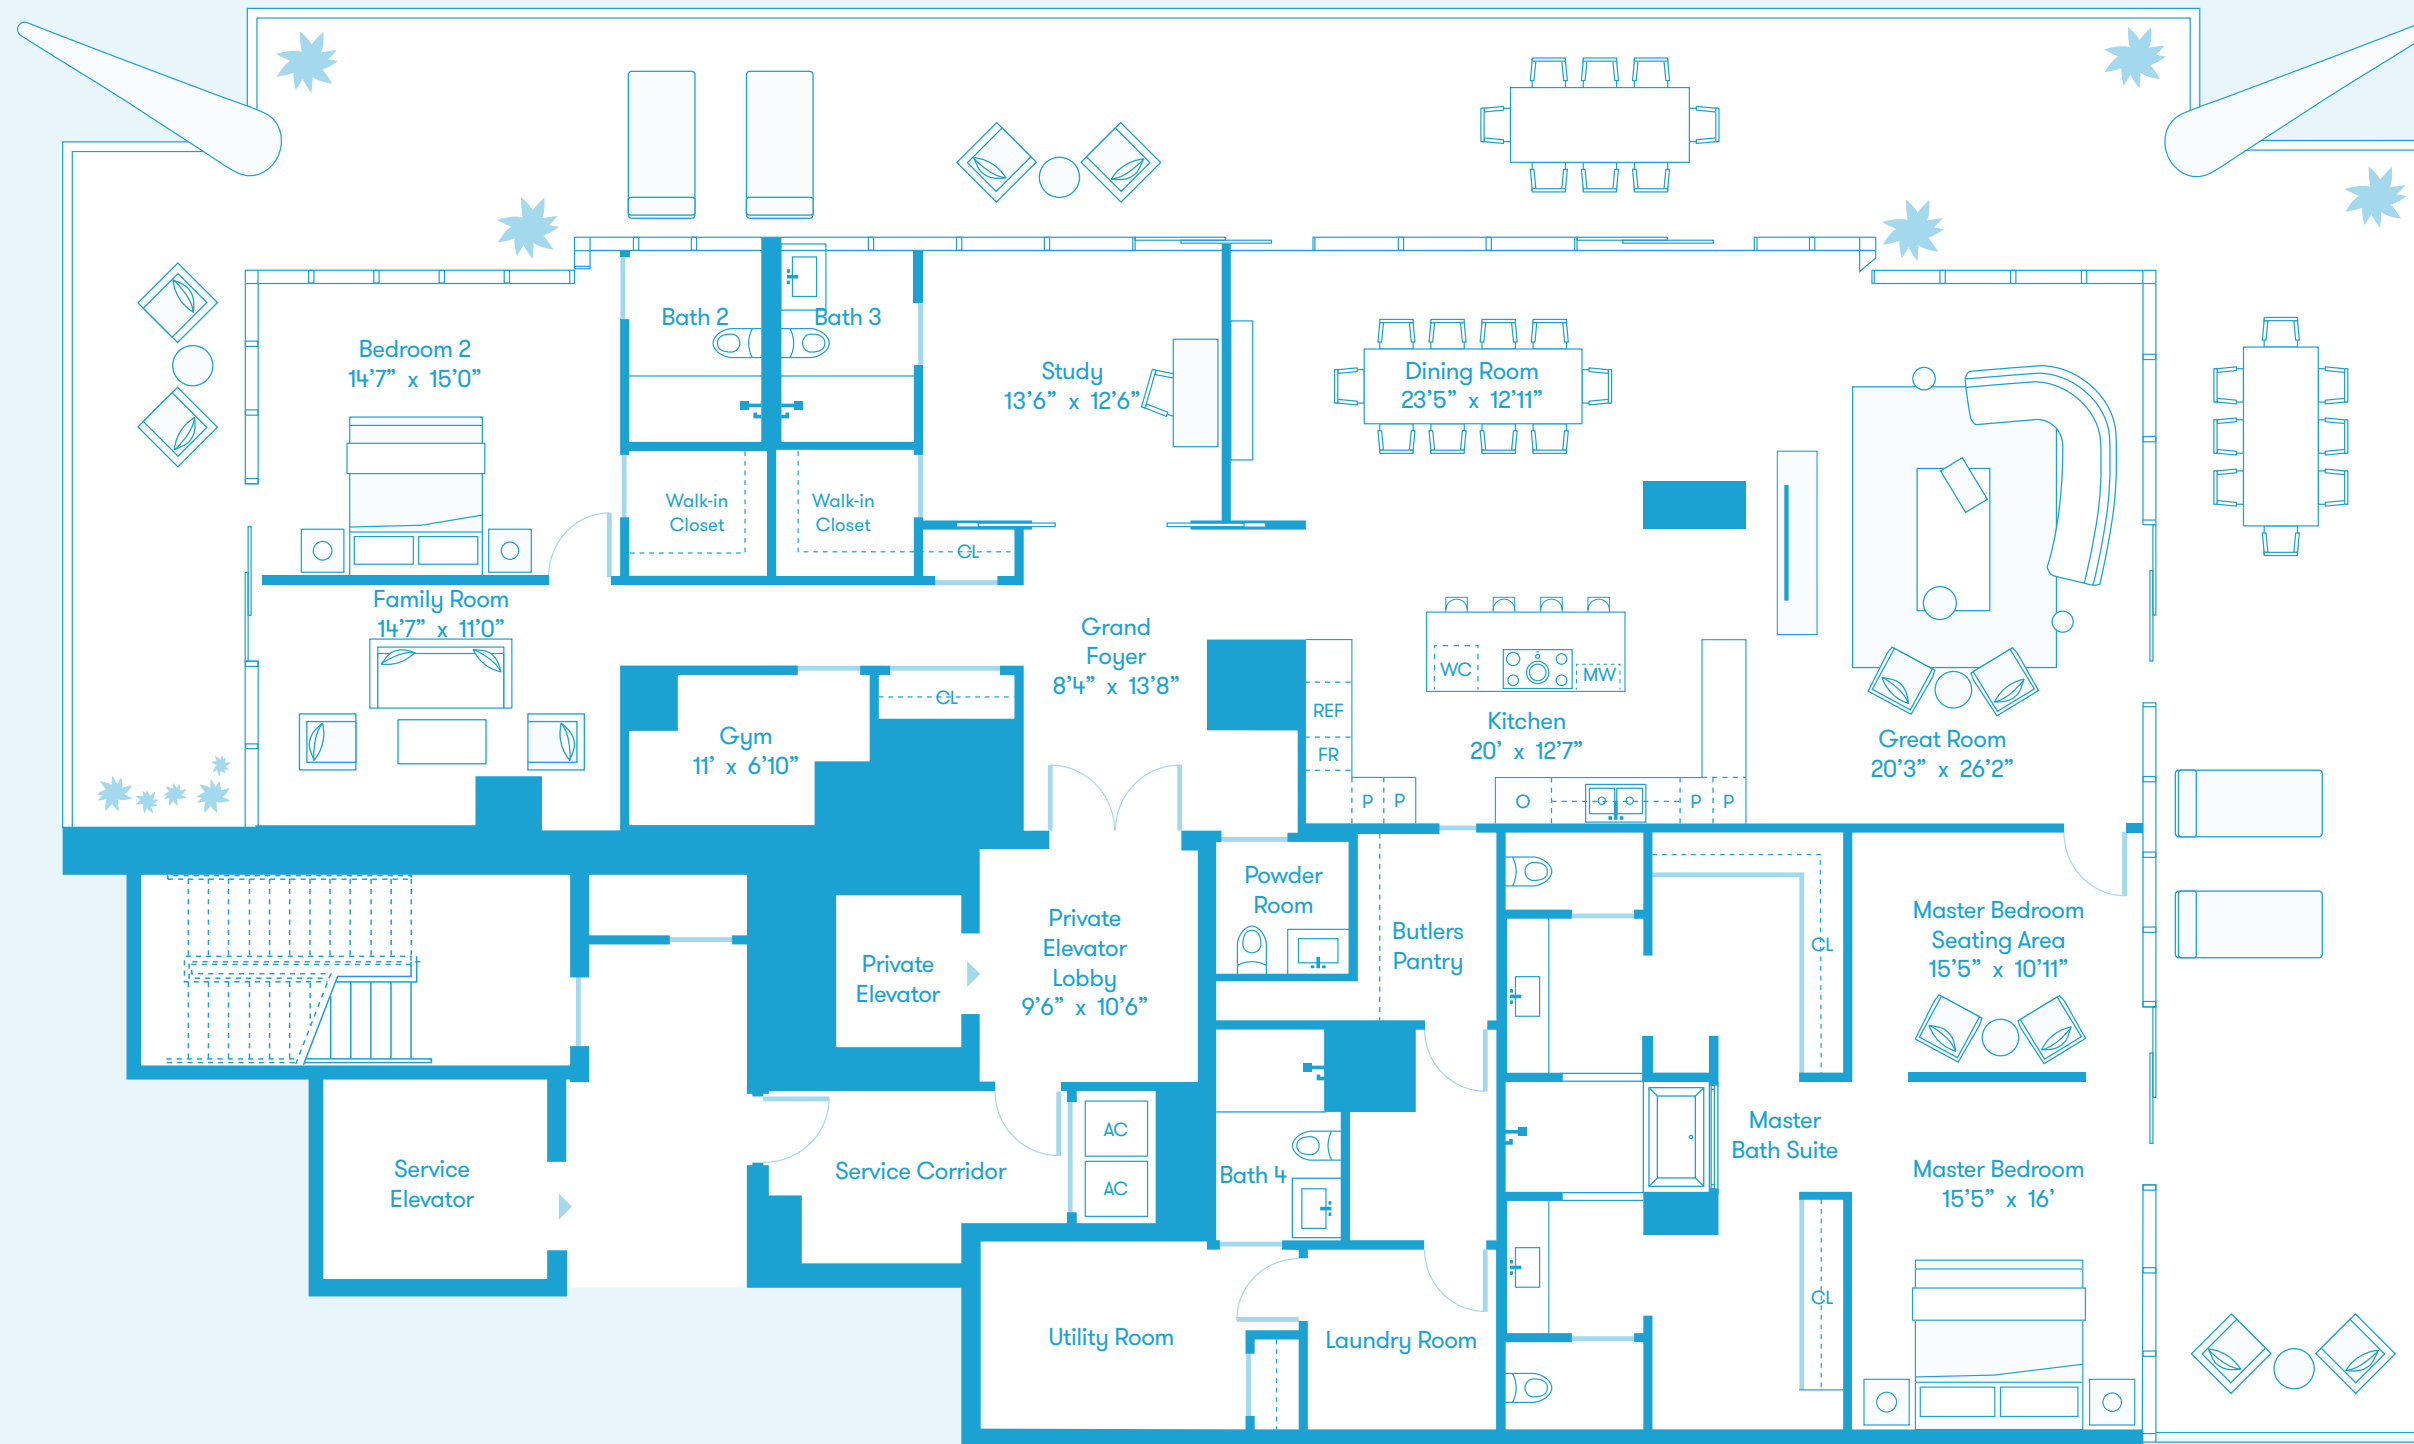 Bath 2
Bath 3
Bedroom 2
14'7” x 15'0”
Study
13'6” x 12'6”
Dining Room
23'5” x 12'11”
Walk-in
Closet
Walk-in
Closet
CL
Family Room
14'7” x 11'0”
Grand
Foyer
8'4” x 13'8”
WC
MW
CL
REF
FR
Kitchen
20' x 12'7”
Gym
11' x 6'10”
Great Room
20'3” x 26'2”
P
P
O
P
P
Powder
Room
Private
Elevator
Lobby
9'6” x 10'6”
Private
Elevator
Butlers
Pantry
CL
Master Bedroom
Seating Area
15'5” x 10'11”
AC
AC
Service
Elevator
Service Corridor
Bath 4
Master
Bath Suite
Master Bedroom
15'5” x 16'
CL
Utility Room
Laundry Room